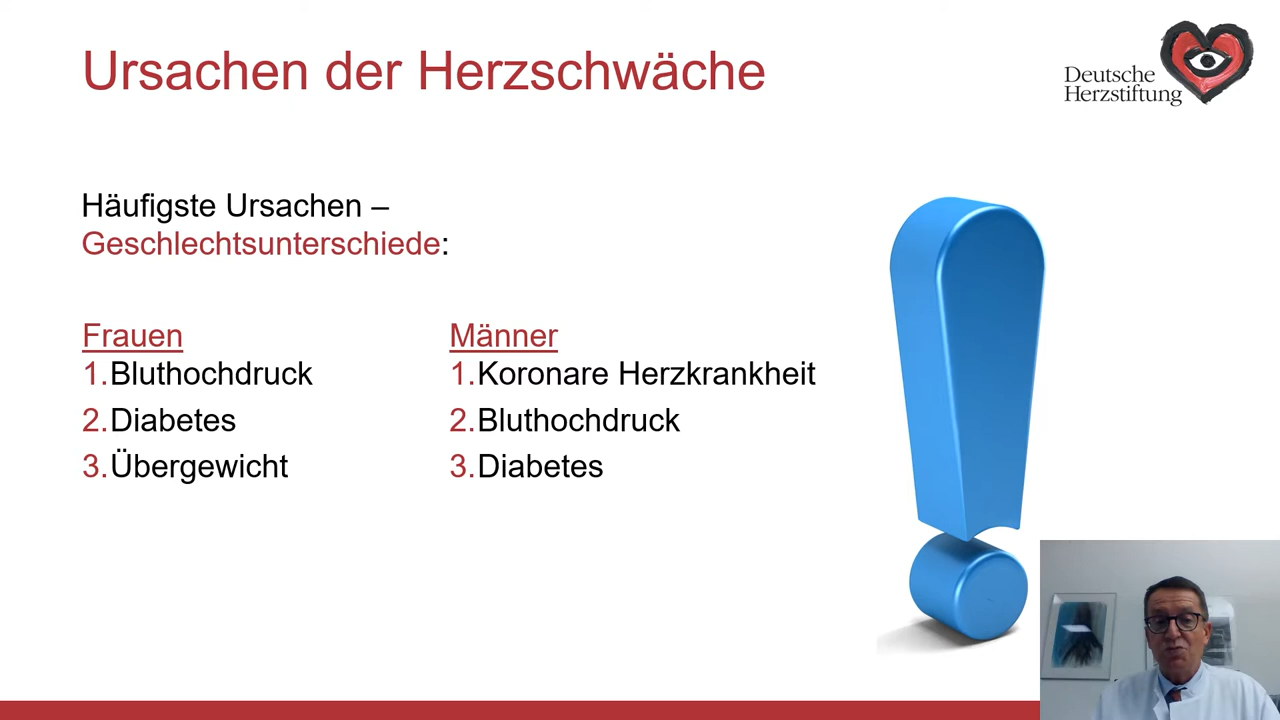 Ursachen der Herzschwäche
Deutsche
Herzstiftung
Häufigste Ursachen –
Geschlechtsunterschiede:
Frauen
1.Bluthochdruck
2.Diabetes
3.Übergewicht
Männer
1.Koronare Herzkrankheit
2.Bluthochdruck
3.Diabetes